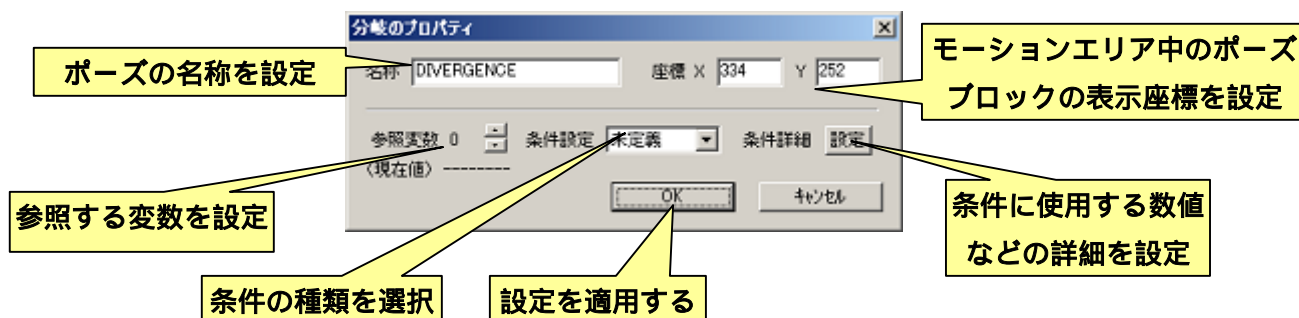 分岐のプロパティ
ポーズの名称を設定
名称 DIVERGENCE 座標 X 334 Y 252
モーションエリア中のポーズ
ブロックの表示座標を設定
参照変数 0 条件設定 未定義 条件詳細 設定
(現在値) --------
OK キャンセル
参照する変数を設定
条件に使用する数値
などの詳細を設定
条件の種類を選択
設定を適用する